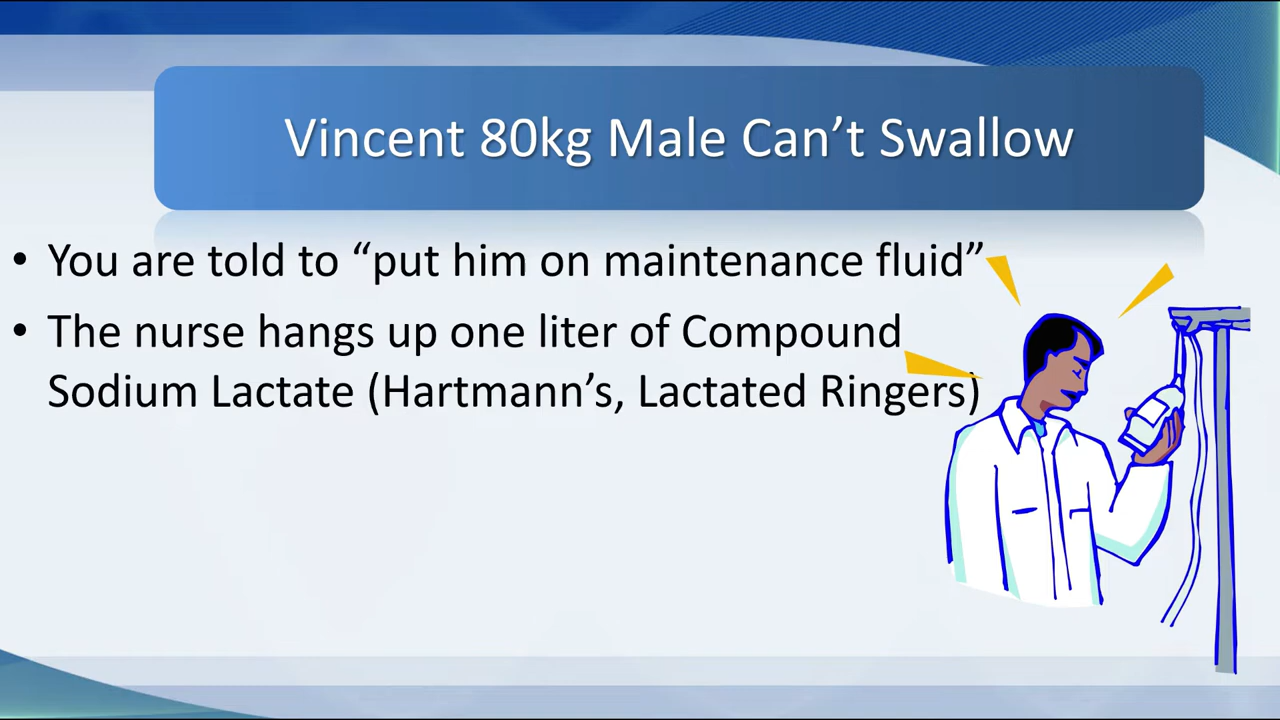 Vincent 80kg Male Can’t Swallow
• You are told to “put him on maintenance fluid”
• The nurse hangs up one liter of Compound
Sodium Lactate (Hartmann’s, Lactated Ringers)